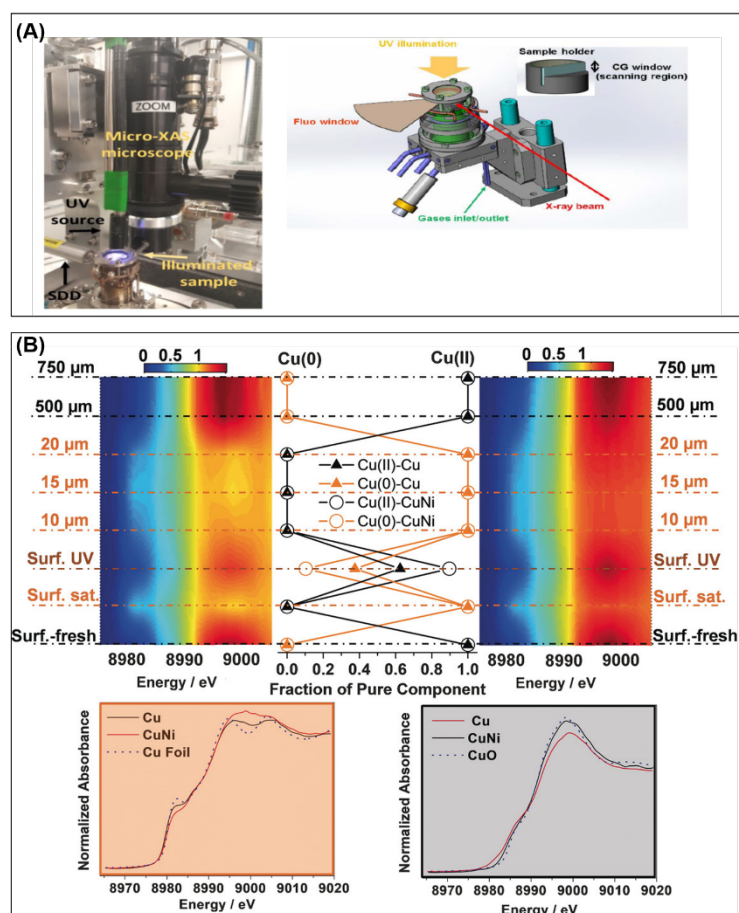 (A)
ZOOM
Micro-XAS
microscope
UV
source
SDD
Illuminated
sample
UV illumination
Sample holder
CG window
(scanning region)
Fluo window
Gases inlet/outlet
X-ray beam
(B)
0 0.5 1
Cu(0)
Cu(II)
0 0.5 1
750 µm
500 µm
20 µm
15 µm
10 µm
Surf. UV
Surf. sat.
Surf.-fresh
8980 8990 9000
Energy / eV
Cu(II)-Cu
Cu(0)-Cu
Cu(II)-CuNi
Cu(0)-CuNi
0.0 0.2 0.4 0.6 0.8 1.0
Fraction of Pure Component
750 µm
500 µm
20 µm
15 µm
10 µm
Surf. UV
Surf. sat.
Surf.-fresh
8980 8990 9000
Energy / eV
Normalized Absorbance
Cu
CuNi
Cu Foil
8970 8980 8990 9000 9010 9020
Energy / eV
Normalized Absorbance
Cu
CuNi
CuO
8970 8980 8990 9000 9010 9020
Energy / eV